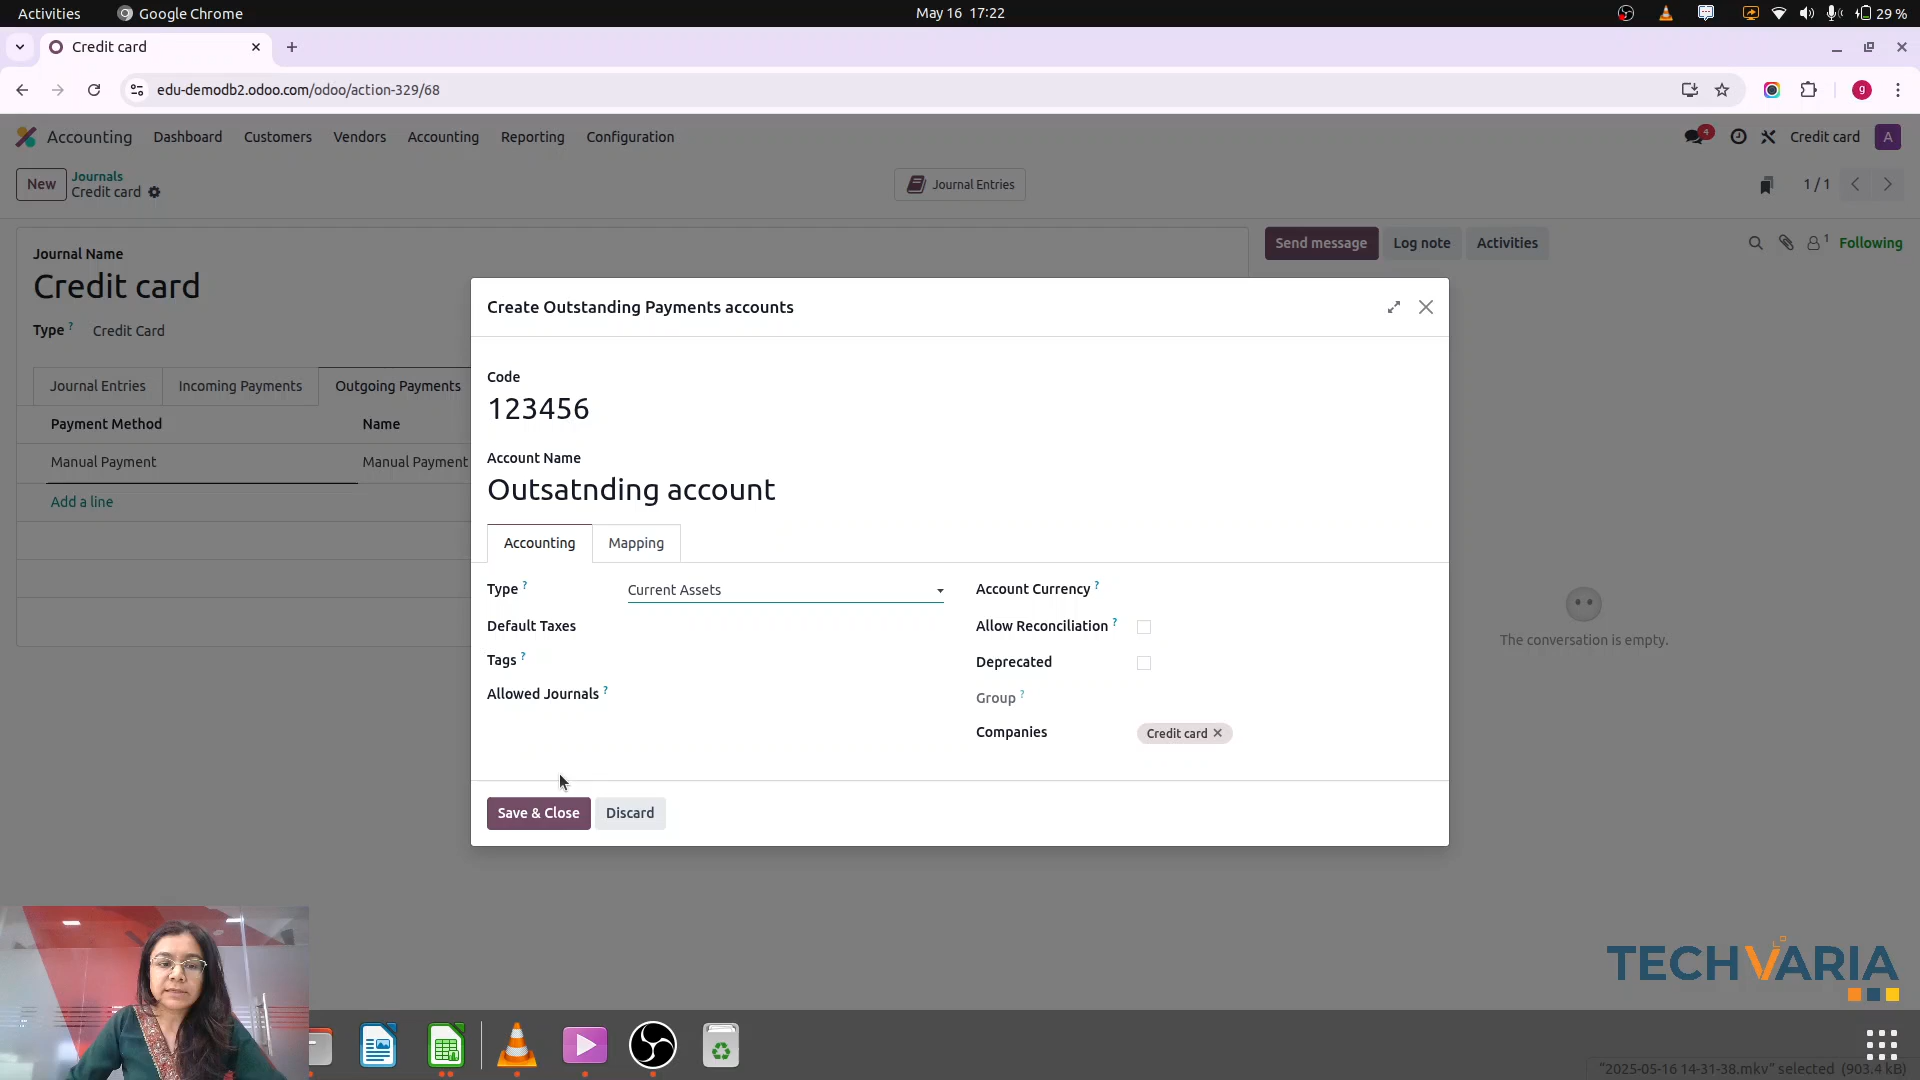 Activities
Google Chrome
May 16 17:22
29 %
Credit card
edu-demodb2.odoo.com/odoo/action-329/68
g
Accounting
Dashboard
Customers
Vendors
Accounting
Reporting
Configuration
4
Credit card
A
New
Journals
Credit card
Journal Entries
1 / 1
Journal Name
Credit card
Type ?
Credit Card
Send message
Log note
Activities
1
Following
Journal Entries
Incoming Payments
Outgoing Payments
Payment Method
Name
Manual Payment
Manual Payment
Add a line
Create Outstanding Payments accounts
Code
123456
Account Name
Outsatnding account
Accounting
Mapping
Type ?
Current Assets
Default Taxes
Tags ?
Allowed Journals ?
Account Currency ?
Allow Reconciliation ?
Deprecated
Group ?
Companies
Credit card
Save & Close
Discard
The conversation is empty.
TECHVARIA
"2025-05-16 14-31-38.mkv" selected (903.4 kB)